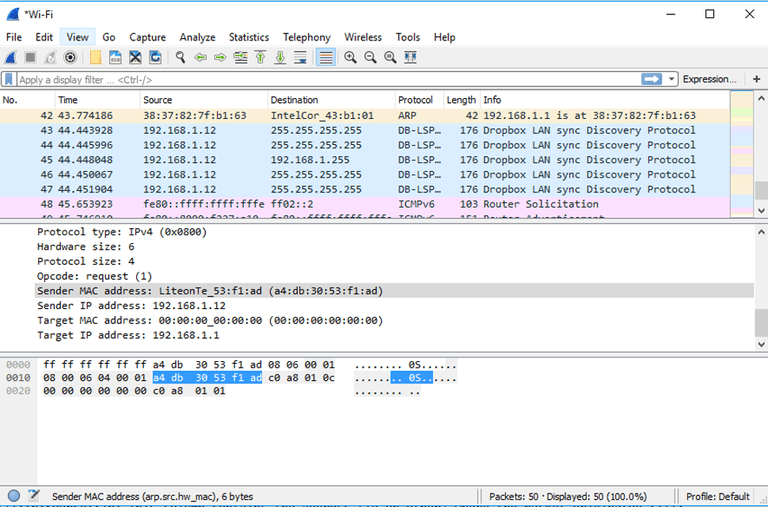 *Wi-Fi
File Edit View Go Capture Analyze Statistics Telephony Wireless Tools Help
Apply a display filter ... <Ctrl-/> Expression... +
No. Time Source Destination Protocol Length Info
42 43.774186 38:37:82:7f:b1:63 IntelCor_43:b1:01 ARP 42 192.168.1.1 is at 38:37:82:7f:b1:63
43 44.443928 192.168.1.12 255.255.255.255 DB-LSP… 176 Dropbox LAN sync Discovery Protocol
44 44.445996 192.168.1.12 255.255.255.255 DB-LSP… 176 Dropbox LAN sync Discovery Protocol
45 44.448048 192.168.1.12 192.168.1.255 DB-LSP… 176 Dropbox LAN sync Discovery Protocol
46 44.450067 192.168.1.12 255.255.255.255 DB-LSP… 176 Dropbox LAN sync Discovery Protocol
47 44.451904 192.168.1.12 255.255.255.255 DB-LSP… 176 Dropbox LAN sync Discovery Protocol
48 45.653923 fe80::ffff:ffff:fffe ff02::2 ICMPv6 103 Router Solicitation
Protocol type: IPv4 (0x0800)
Hardware size: 6
Protocol size: 4
Opcode: request (1)
Sender MAC address: LiteonTe_53:f1:ad (a4:db:30:53:f1:ad)
Sender IP address: 192.168.1.12
Target MAC address: 00:00:00_00:00:00 (00:00:00:00:00:00)
Target IP address: 192.168.1.1
0000 ff ff ff ff ff ff a4 db 30 53 f1 ad 08 06 00 01 ........ 0S......
0010 08 00 06 04 00 01 a4 db 30 53 f1 ad c0 a8 01 0c ........ 0S......
0020 00 00 00 00 00 00 c0 a8 01 01 ........ ..
Sender MAC address (arp.src.hw_mac), 6 bytes Packets: 50 · Displayed: 50 (100.0%) Profile: Default